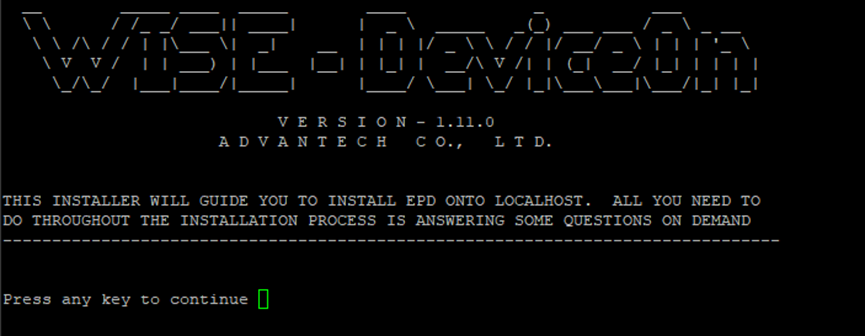 WISE-DeviceOn
V E R S I O N - 1.11.0
A D V A N T E C H C O., L T D.
THIS INSTALLER WILL GUIDE YOU TO INSTALL EPD ONTO LOCALHOST. ALL YOU NEED TO
DO THROUGHOUT THE INSTALLATION PROCESS IS ANSWERING SOME QUESTIONS ON DEMAND
--------------------------------------------------------------------------------
Press any key to continue